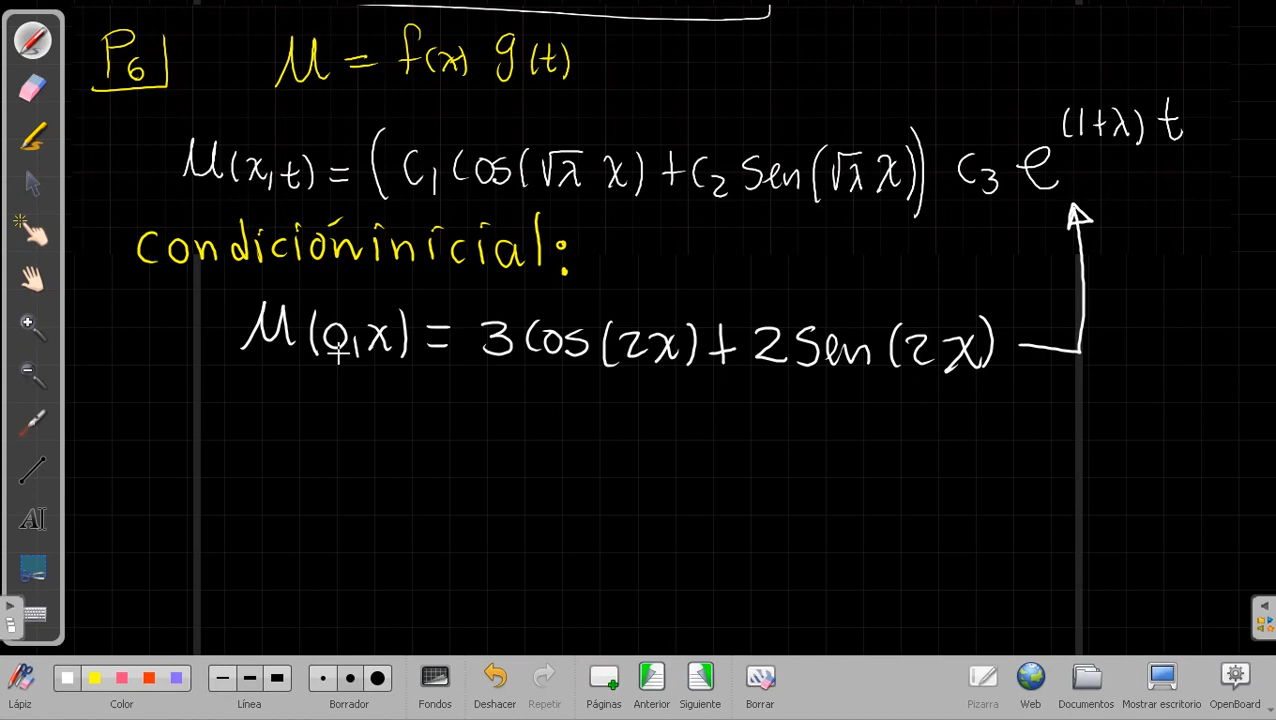 P6 μ = f(x) g(t)
μ(x,t) = (C1 Cos(√λ x) + C2 Sen(√λ x)) C3 e^(1+λ)t
condición inicial:
μ(0,x) = 3 Cos(2x) + 2 Sen(2x)
Lápiz Color Línea Borrador Fondos Deshacer Repetir Páginas Anterior Siguiente Borrar Pizarra Web Documentos Mostrar escritorio OpenBoard